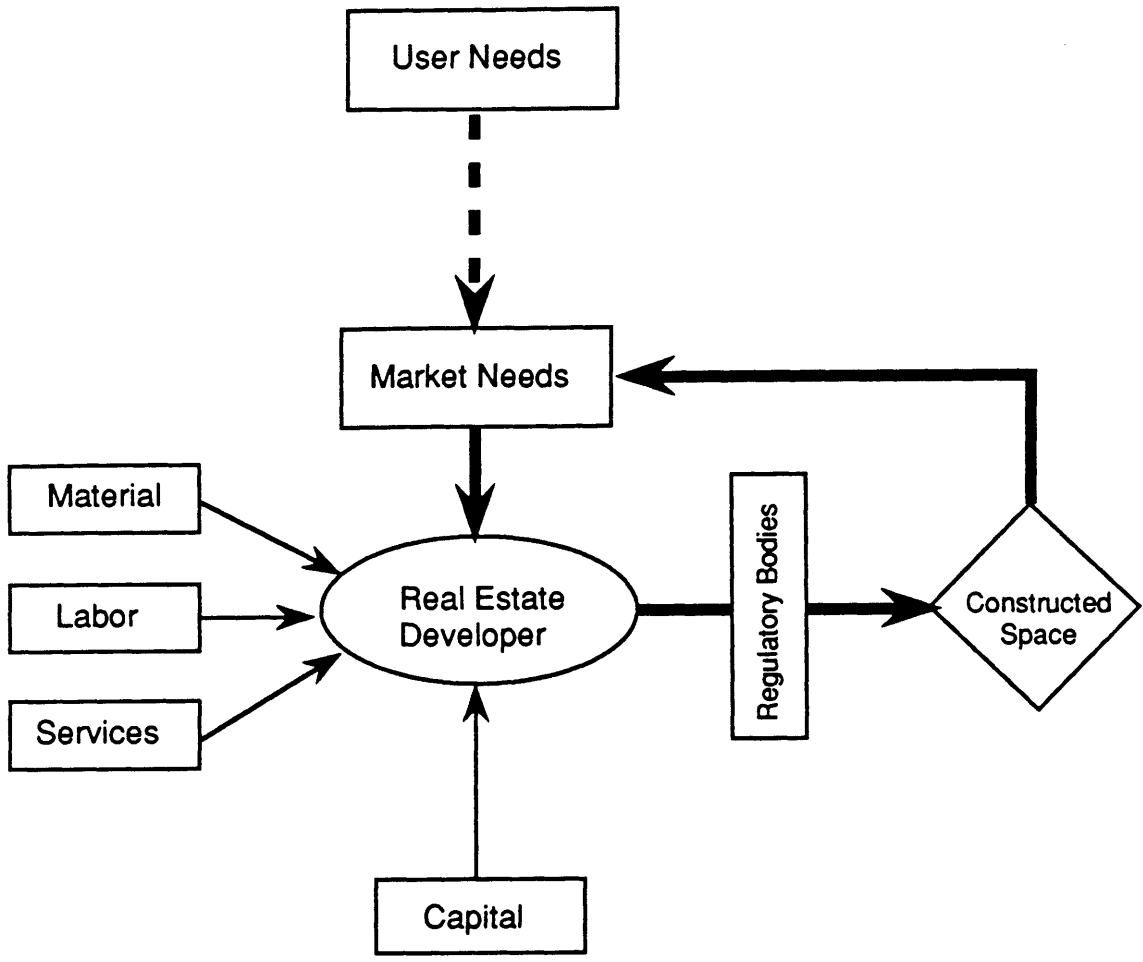 User Needs
Market Needs
Material
Labor
Services
Real Estate
Developer
Regulatory Bodies
Constructed
Space
Capital